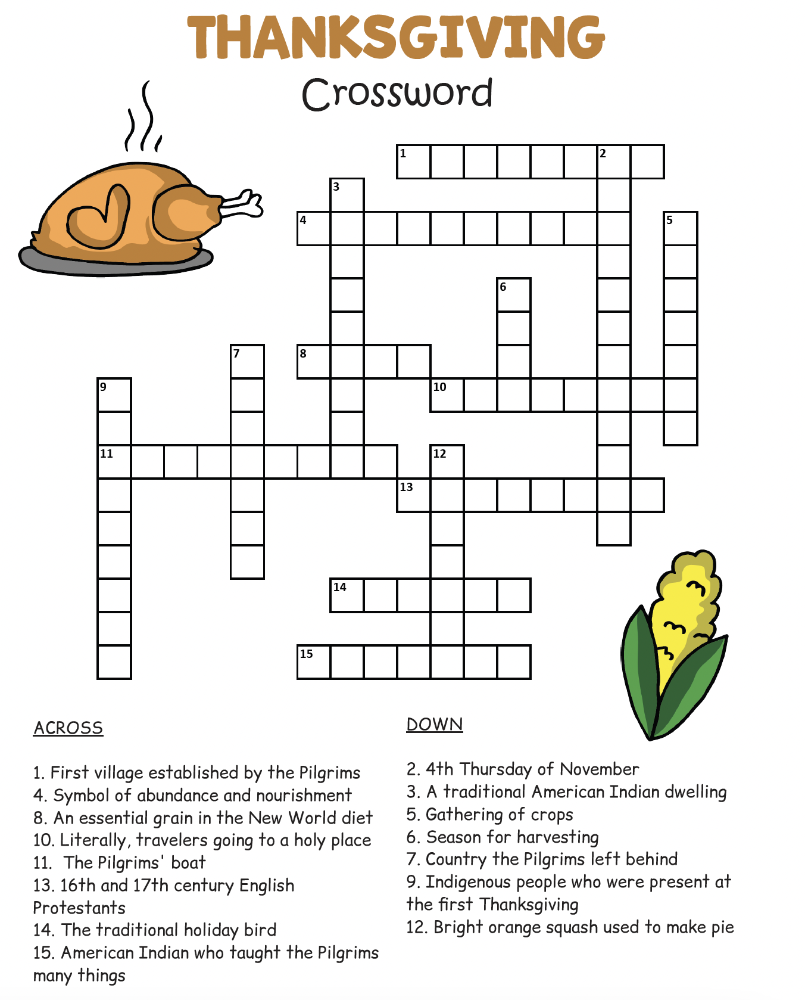 THANKSGIVING
Crossword
1
2
3
4
5
6
7
8
9
10
11
12
13
14
15
ACROSS
1. First village established by the Pilgrims
4. Symbol of abundance and nourishment
8. An essential grain in the New World diet
10. Literally, travelers going to a holy place
11. The Pilgrims' boat
13. 16th and 17th century English
Protestants
14. The traditional holiday bird
15. American Indian who taught the Pilgrims
many things
DOWN
2. 4th Thursday of November
3. A traditional American Indian dwelling
5. Gathering of crops
6. Season for harvesting
7. Country the Pilgrims left behind
9. Indigenous people who were present at
the first Thanksgiving
12. Bright orange squash used to make pie